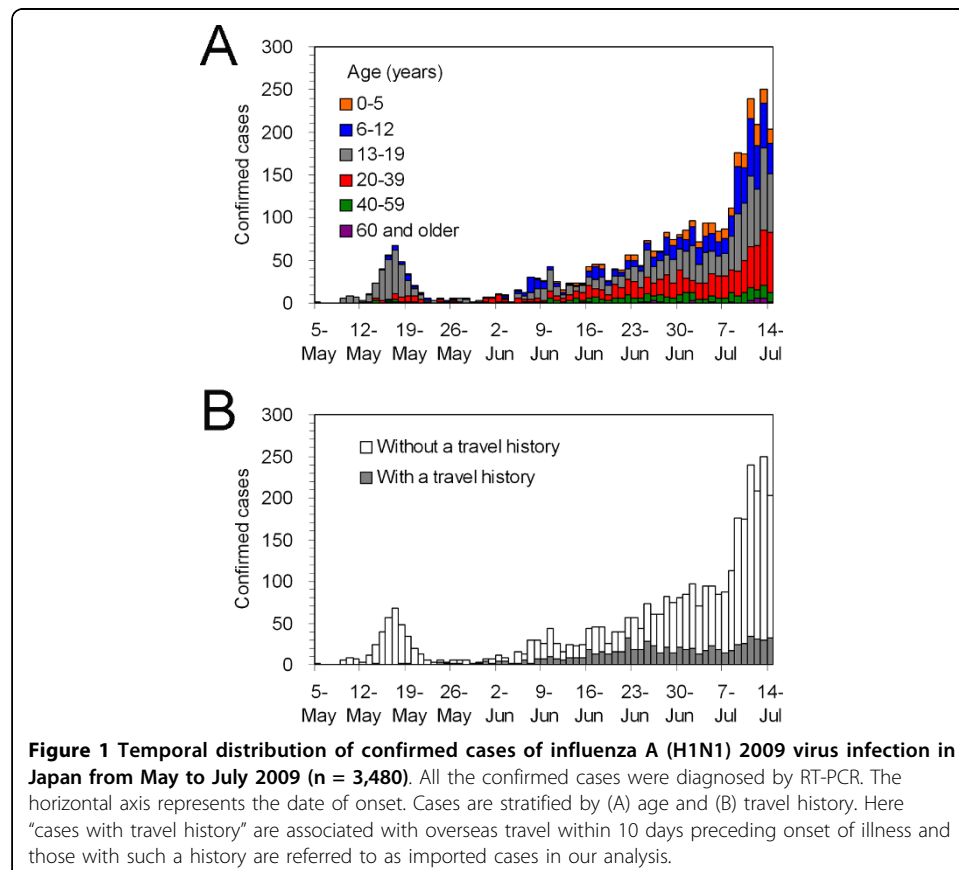 A
300
250
200
150
100
50
0
Confirmed cases
Age (years)
0-5
6-12
13-19
20-39
40-59
60 and older
5- 12- 19- 26- 2- 9- 16- 23- 30- 7- 14-
May May May May Jun Jun Jun Jun Jun Jul Jul
B
300
250
200
150
100
50
0
Confirmed cases
Without a travel history
With a travel history
5- 12- 19- 26- 2- 9- 16- 23- 30- 7- 14-
May May May May Jun Jun Jun Jun Jun Jul Jul
Figure 1 Temporal distribution of confirmed cases of influenza A (H1N1) 2009 virus infection in
Japan from May to July 2009 (n = 3,480). All the confirmed cases were diagnosed by RT-PCR. The
horizontal axis represents the date of onset. Cases are stratified by (A) age and (B) travel history. Here
“cases with travel history” are associated with overseas travel within 10 days preceding onset of illness and
those with such a history are referred to as imported cases in our analysis.